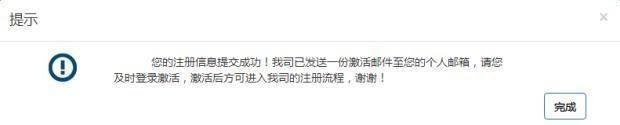 提示
×
您的注册信息提交成功！我司已发送一份激活邮件至您的个人邮箱，请您
及时登录激活，激活后方可进入我司的注册流程，谢谢！
完成